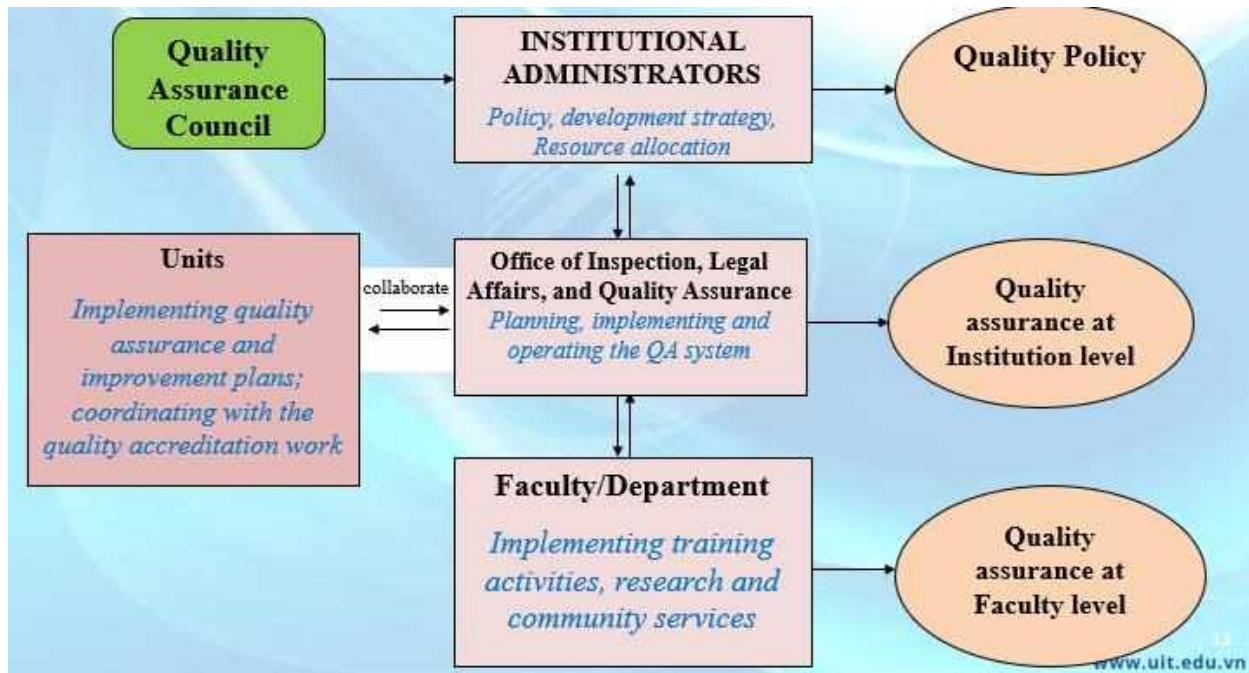 Quality
Assurance
Council
INSTITUTIONAL
ADMINISTRATORS
Policy, development strategy,
Resource allocation
Quality Policy
Units
Implementing quality
assurance and
improvement plans;
coordinating with the
quality accreditation work
collaborate
Office of Inspection, Legal
Affairs, and Quality Assurance
Planning, implementing and
operating the QA system
Quality
assurance at
Institution level
Faculty/Department
Implementing training
activities, research and
community services
Quality
assurance at
Faculty level
www.uit.edu.vn